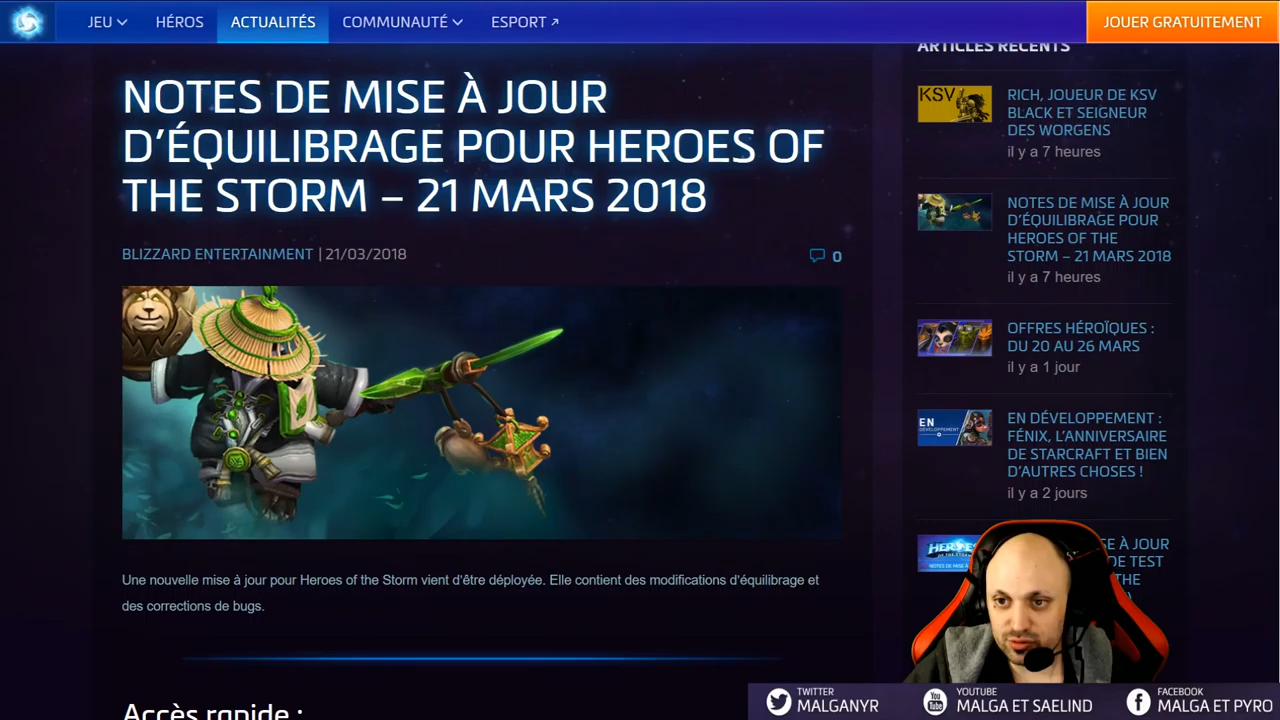 JEU
HÉROS
ACTUALITÉS
COMMUNAUTÉ
ESPORT
JOUER GRATUITEMENT
NOTES DE MISE À JOUR
D’ÉQUILIBRAGE POUR HEROES OF
THE STORM – 21 MARS 2018
BLIZZARD ENTERTAINMENT | 21/03/2018
0
Une nouvelle mise à jour pour Heroes of the Storm vient d'être déployée. Elle contient des modifications d'équilibrage et
des corrections de bugs.
Accès rapide :
ARTICLES RÉCENTS
KSV
RICH, JOUEUR DE KSV
BLACK ET SEIGNEUR
DES WORGENS
il y a 7 heures
NOTES DE MISE À JOUR
D’ÉQUILIBRAGE POUR
HEROES OF THE
STORM – 21 MARS 2018
il y a 7 heures
OFFRES HÉROÏQUES :
DU 20 AU 26 MARS
il y a 1 jour
EN
DÉVELOPPEMENT
EN DÉVELOPPEMENT :
FÉNIX, L’ANNIVERSAIRE
DE STARCRAFT ET BIEN
D’AUTRES CHOSES !
il y a 2 jours
E À JOUR
DE TEST
THE
TWITTER
MALGANYR
You Tube
YOUTUBE
MALGA ET SAELIND
FACEBOOK
MALGA ET PYRO